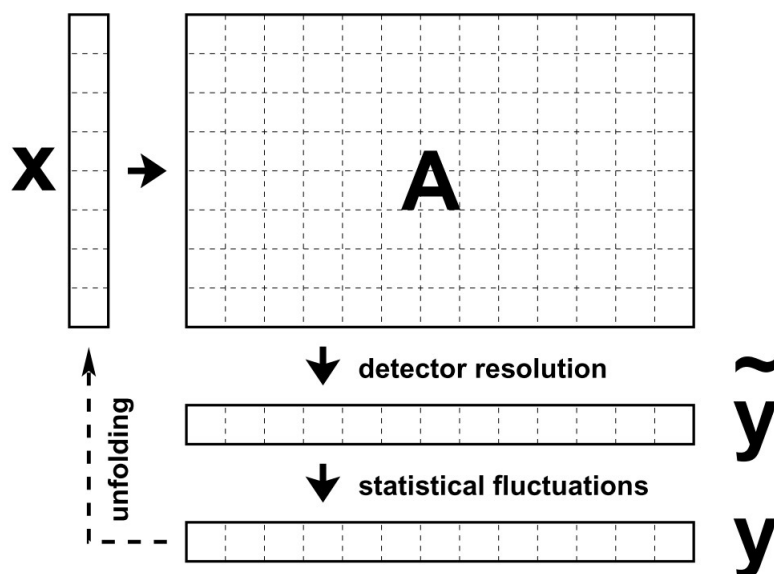 x
A
detector resolution
ỹ
unfolding
statistical fluctuations
y